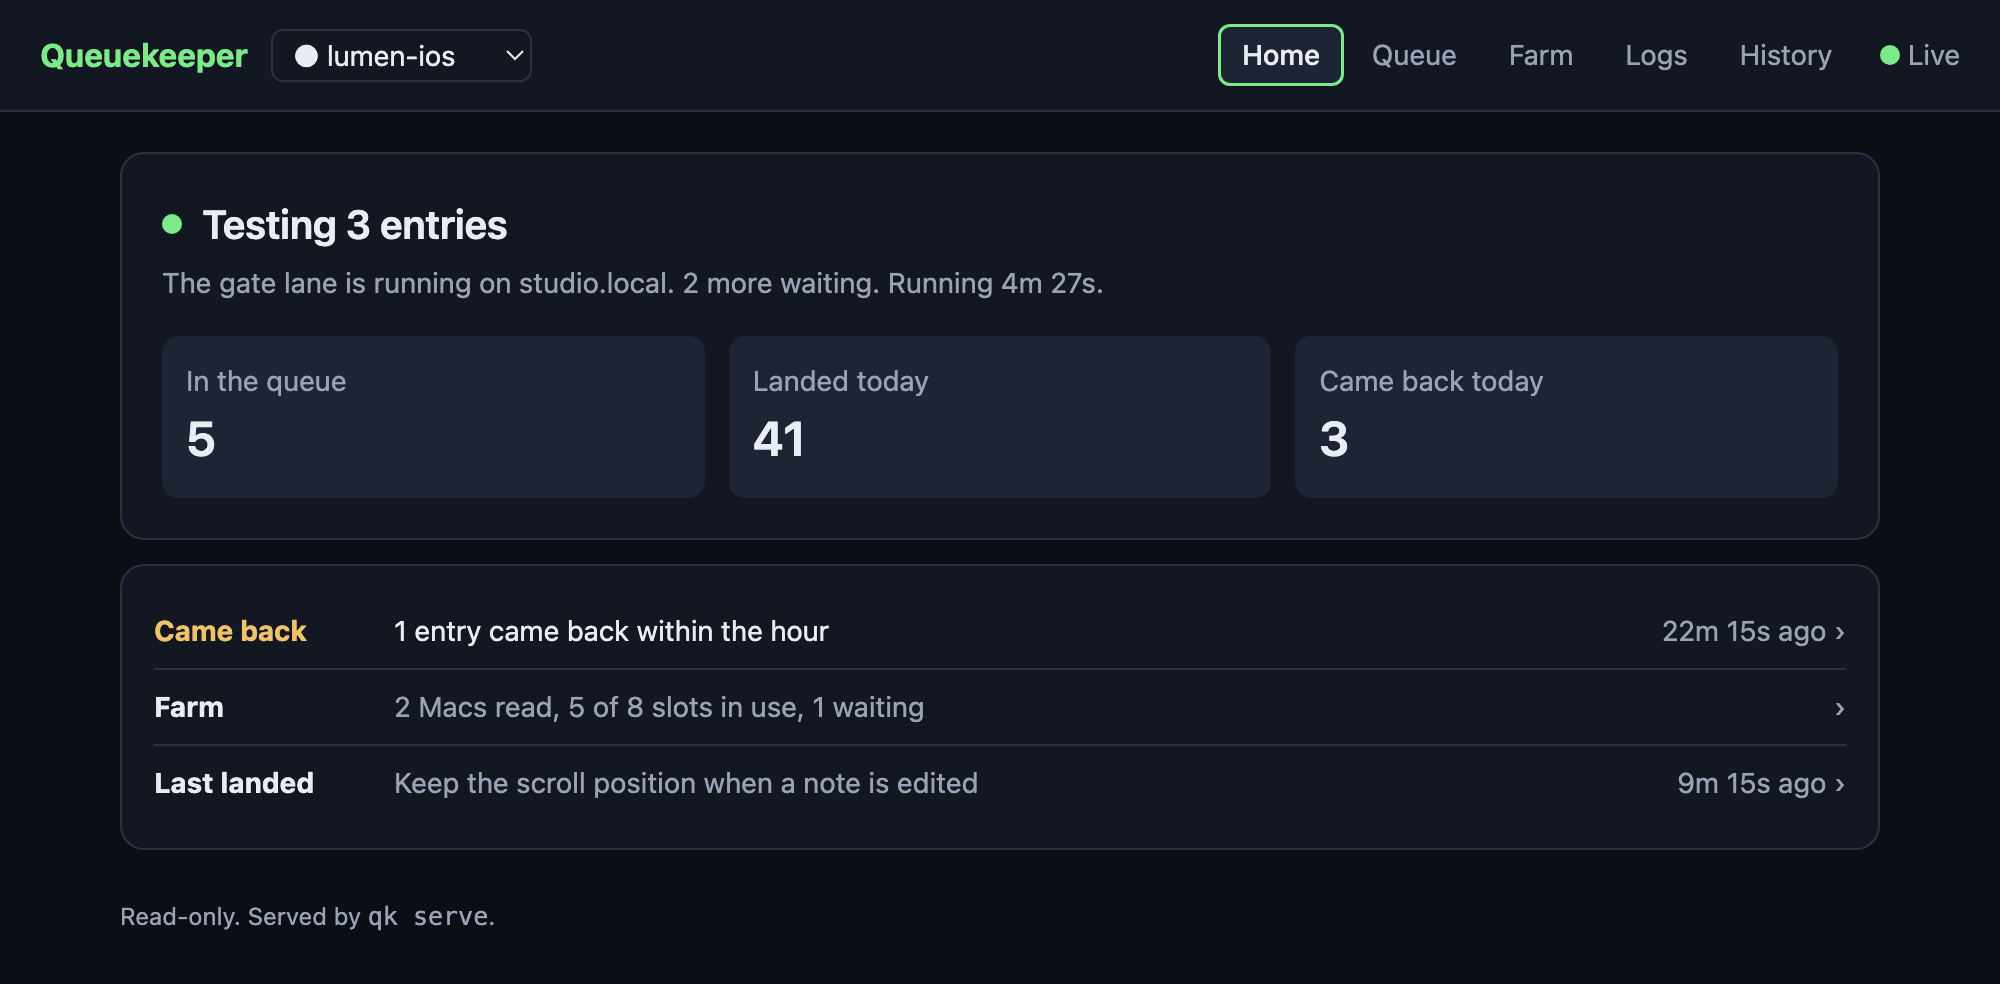 Queuekeeper
lumen-ios
Home
Queue
Farm
Logs
History
Live
Testing 3 entries
The gate lane is running on studio.local. 2 more waiting. Running 4m 27s.
In the queue
5
Landed today
41
Came back today
3
Came back 1 entry came back within the hour 22m 15s ago ›
Farm 2 Macs read, 5 of 8 slots in use, 1 waiting ›
Last landed Keep the scroll position when a note is edited 9m 15s ago ›
Read-only. Served by qk serve.